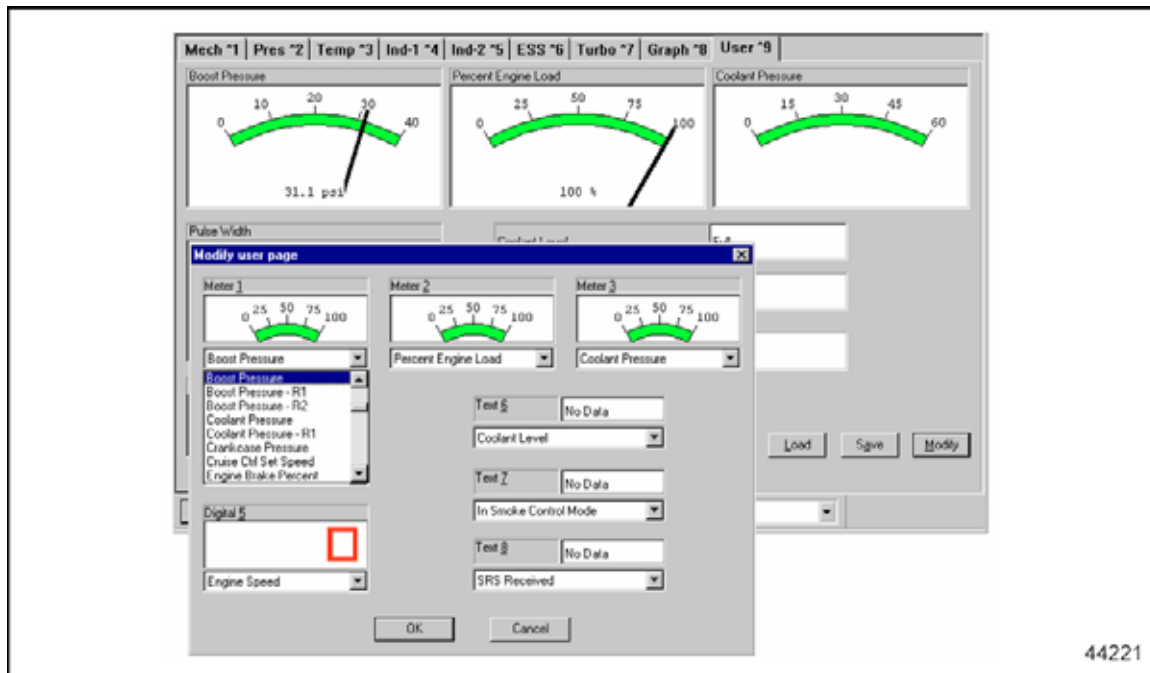 Mech ^1 Pres ^2 Temp ^3 Ind-1 ^4 Ind-2 ^5 ESS ^6 Turbo ^7 Graph ^8 User ^9
Boost Pressure Percent Engine Load Coolant Pressure
0 10 20 30 40 0 25 50 75 100 0 15 30 45 60
31.1 psi 100 %
Pulse Width
Coolant Level Full
Modify user page
Meter 1 Meter 2 Meter 3
0 25 50 75 100 0 25 50 75 100 0 25 50 75 100
Boost Pressure Percent Engine Load Coolant Pressure
Boost Pressure
Boost Pressure - R1
Boost Pressure - R2
Coolant Pressure
Coolant Pressure - R1
Crankcase Pressure
Cruise Ctrl Set Speed
Engine Brake Percent
Text 6 No Data
Coolant Level
Load Save Modify
Text 7 No Data
In Smoke Control Mode
Digital 5
0
Engine Speed
Text 8 No Data
SRS Received
OK Cancel
44221